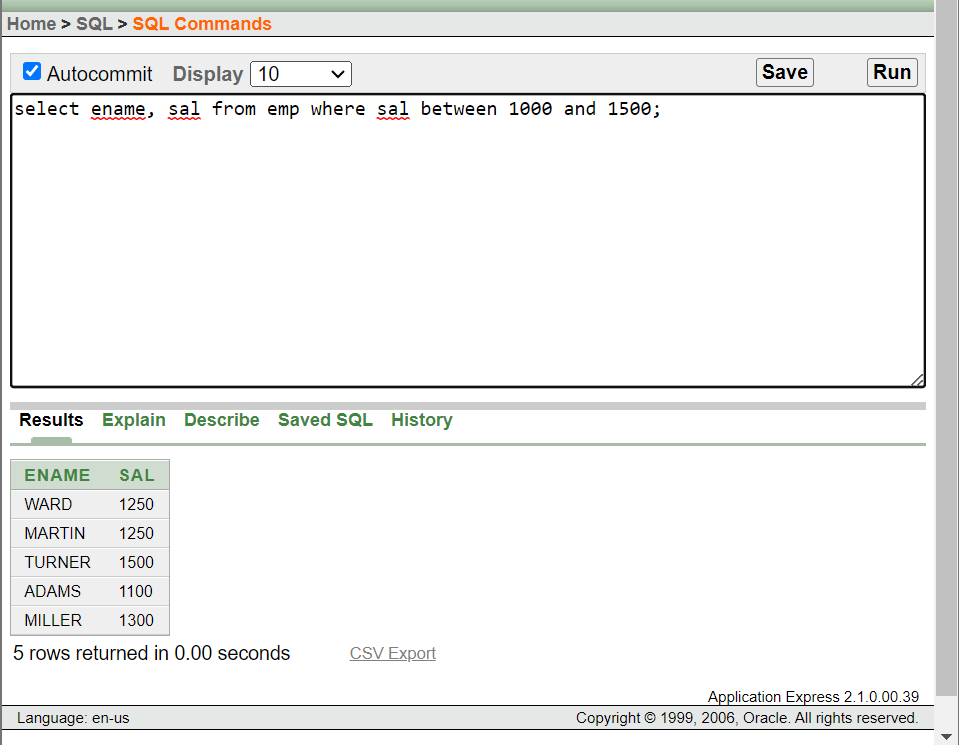 Home > SQL > SQL Commands
Autocommit Display 10 Save Run
select ename, sal from emp where sal between 1000 and 1500;
Results Explain Describe Saved SQL History
ENAME SAL
WARD 1250
MARTIN 1250
TURNER 1500
ADAMS 1100
MILLER 1300
5 rows returned in 0.00 seconds CSV Export
Application Express 2.1.0.00.39
Language: en-us Copyright © 1999, 2006, Oracle. All rights reserved.